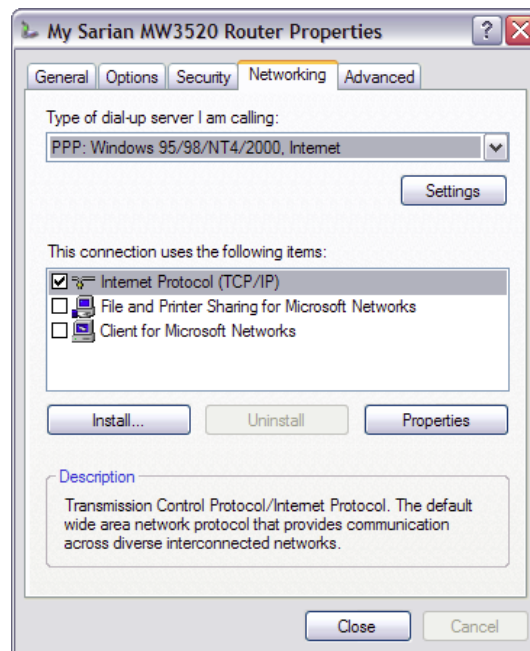 My Sarian MW3520 Router Properties
General Options Security Networking Advanced
Type of dial-up server I am calling:
PPP: Windows 95/98/NT4/2000, Internet
Settings
This connection uses the following items:
Internet Protocol (TCP/IP)
File and Printer Sharing for Microsoft Networks
Client for Microsoft Networks
Install... Uninstall Properties
Description
Transmission Control Protocol/Internet Protocol. The default
wide area network protocol that provides communication
across diverse interconnected networks.
Close Cancel